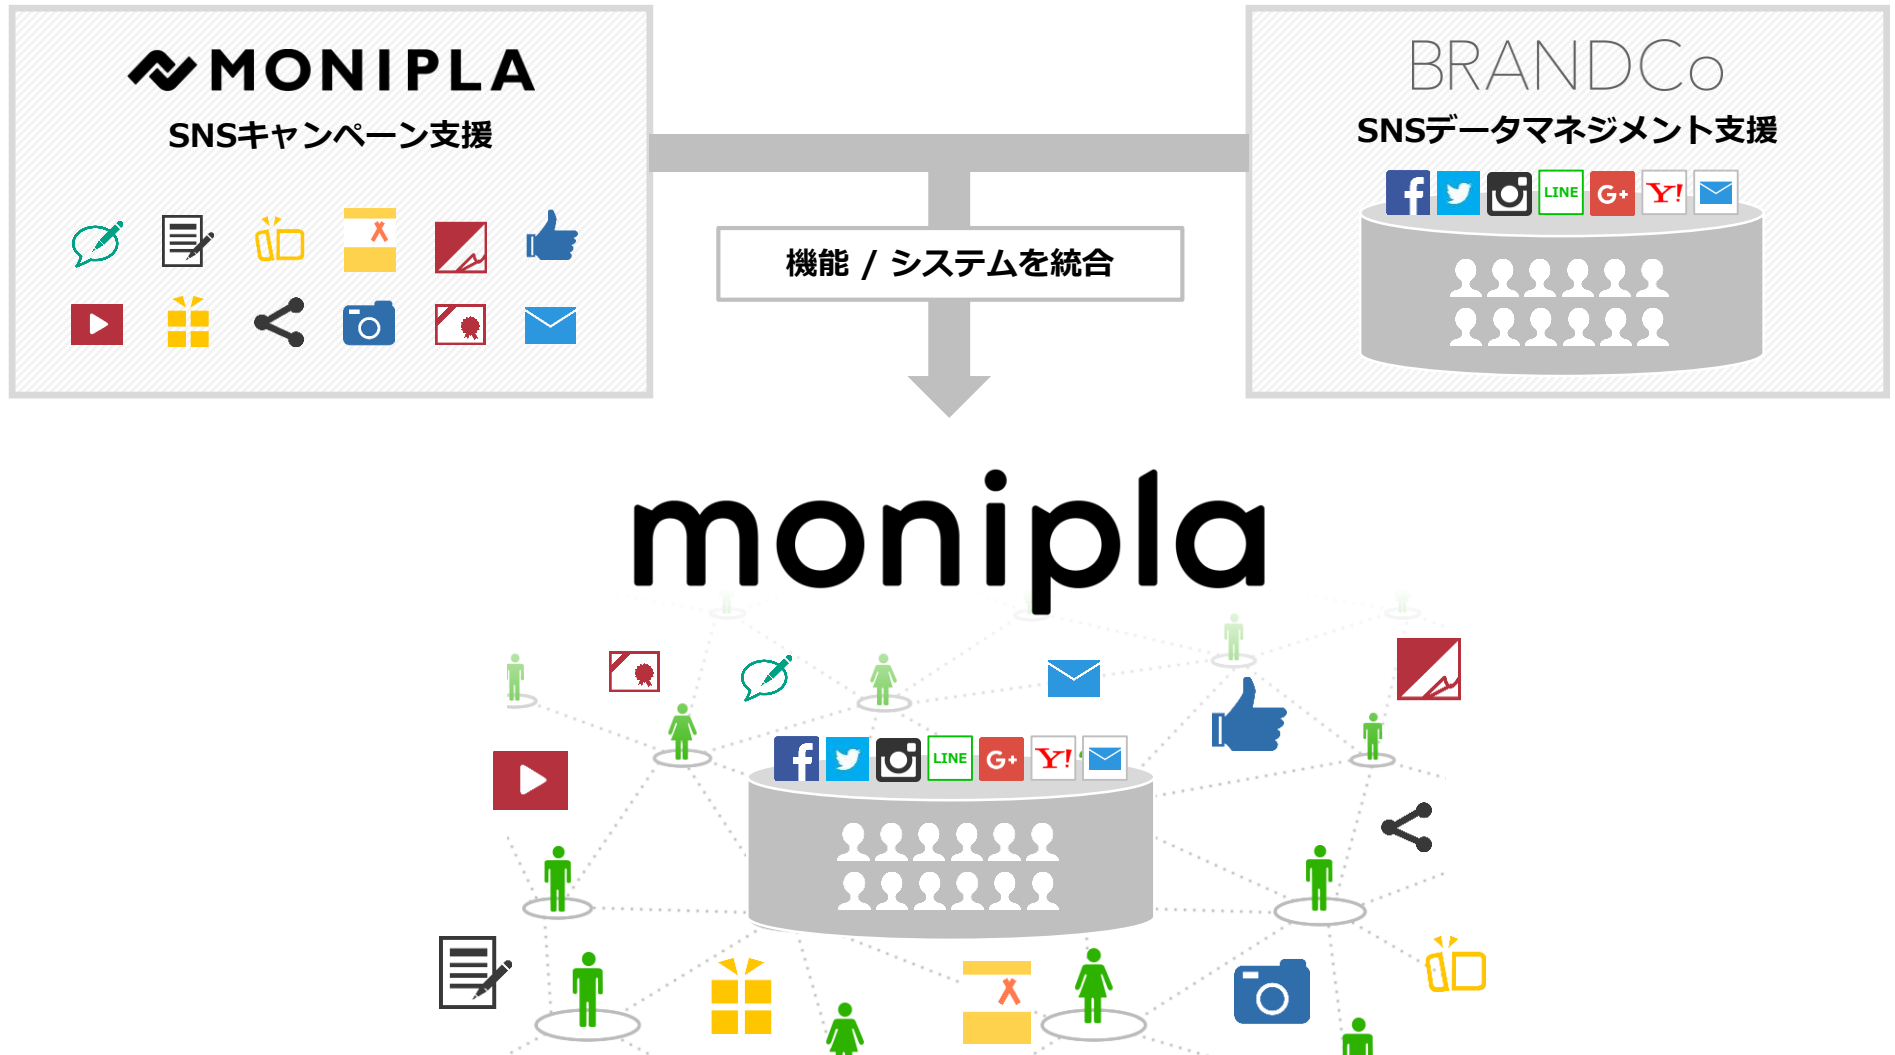 MONIPLA
SNSキャンペーン支援
BRANDCo
SNSデータマネジメント支援
f LINE G+ Y!
機能 / システムを統合
monipla
f LINE G+ Y!